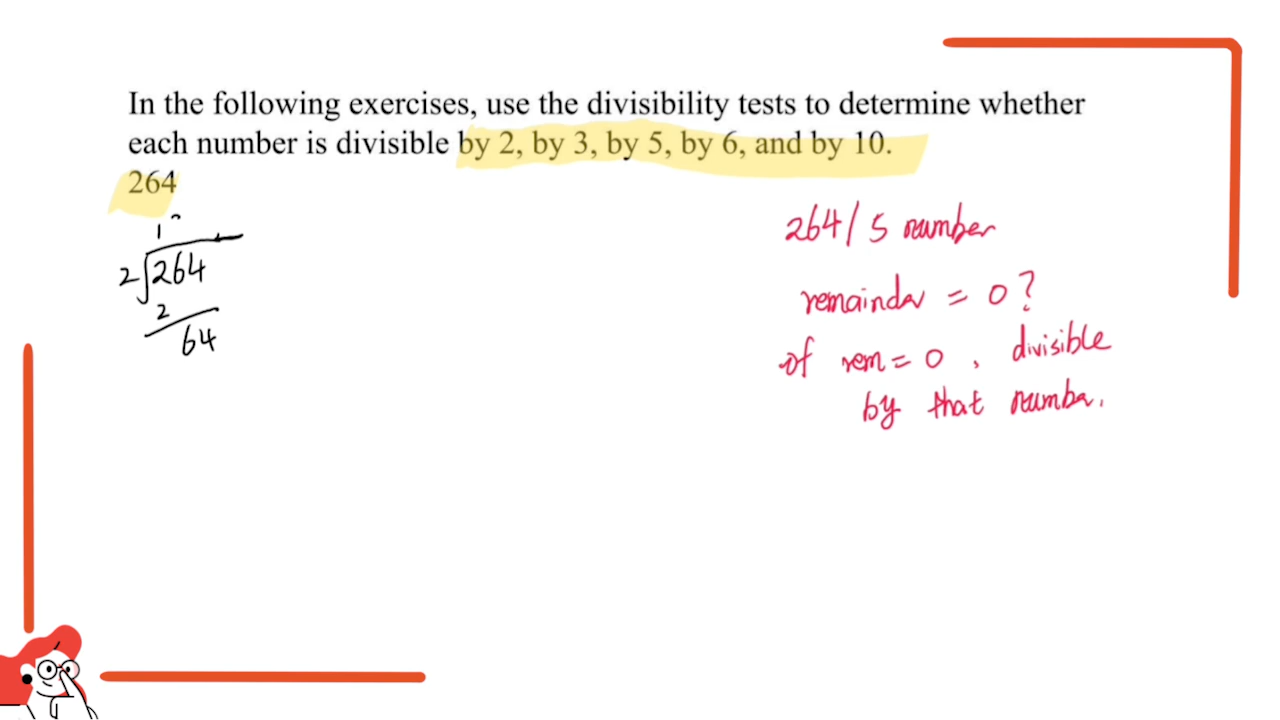 In the following exercises, use the divisibility tests to determine whether
each number is divisible by 2, by 3, by 5, by 6, and by 10.
264
1
2 264
2
64
264/5 number
remainder = 0?
of rem = 0, divisible
by that numba.